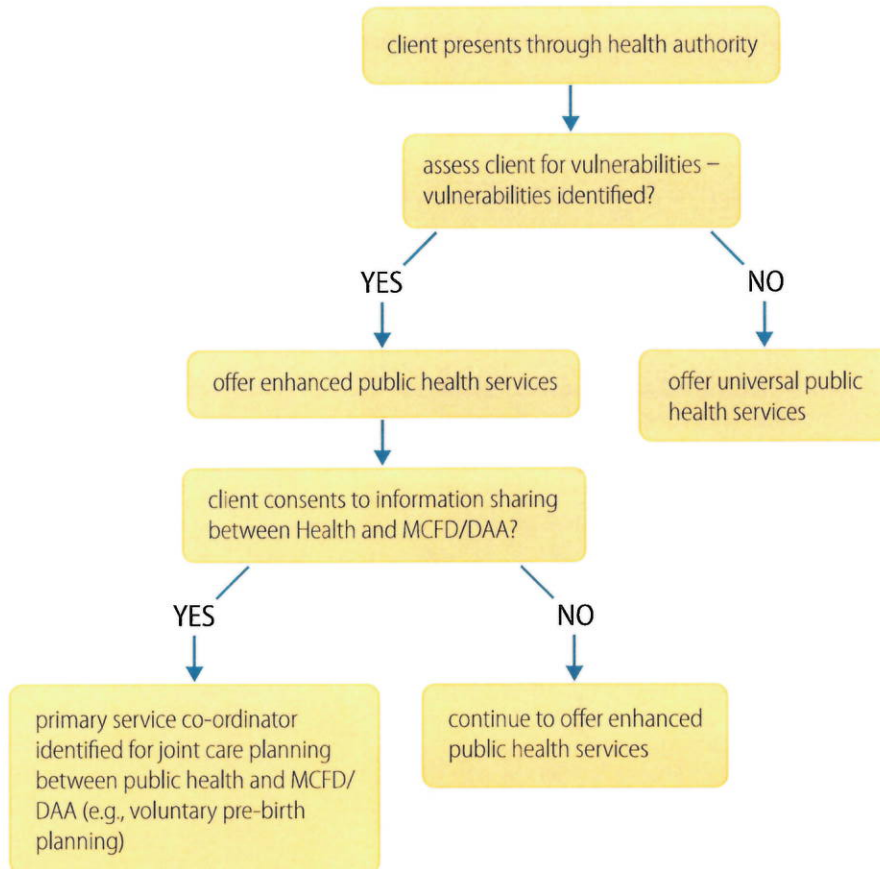 client presents through health authority
assess client for vulnerabilities –
vulnerabilities identified?
YES
NO
offer enhanced public health services
offer universal public
health services
client consents to information sharing
between Health and MCFD/DAA?
YES
NO
primary service co-ordinator
identified for joint care planning
between public health and MCFD/
DAA (e.g., voluntary pre-birth
planning)
continue to offer enhanced
public health services